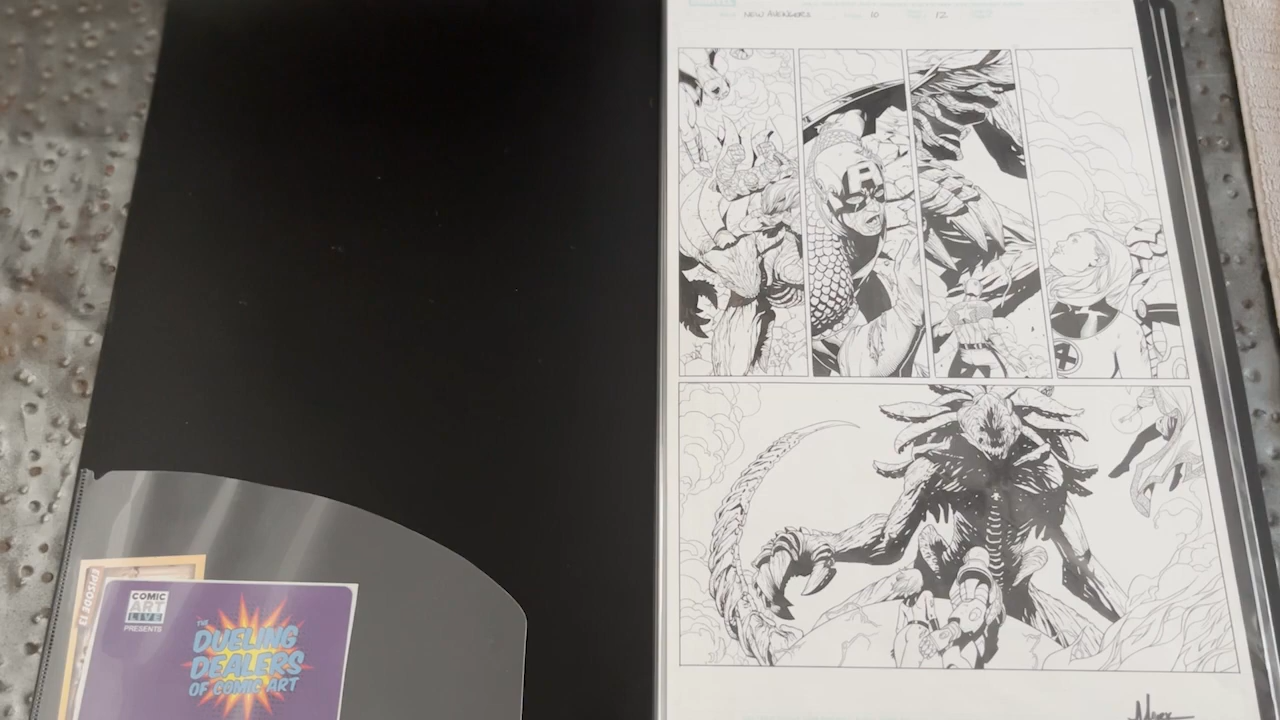 NEW AVENGERS 10 12
A
EPISODE 13
COMIC
ART
LIVE
PRESENTS
THE
DUELING
DEALERS
OF COMIC ART